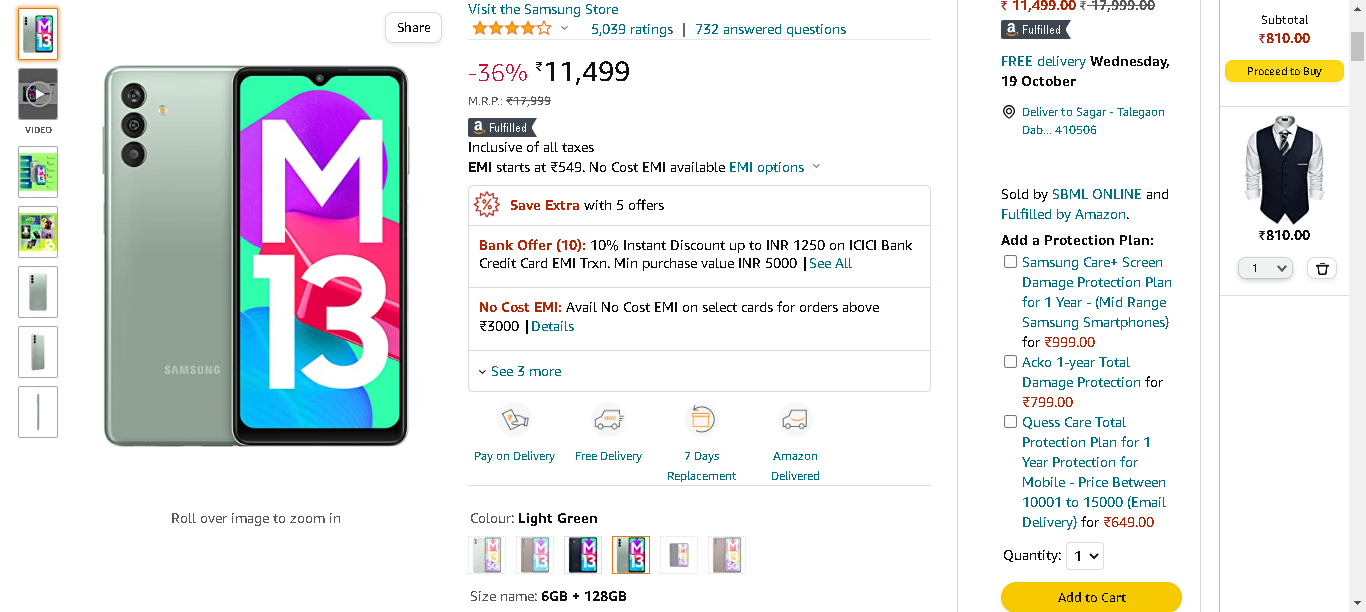 Share
VIDEO
M
13
SAMSUNG
Roll over image to zoom in
Visit the Samsung Store
5,039 ratings | 732 answered questions
-36% ₹11,499
M.R.P.: ₹17,999
a Fulfilled
Inclusive of all taxes
EMI starts at ₹549. No Cost EMI available EMI options
Save Extra with 5 offers
Bank Offer (10): 10% Instant Discount up to INR 1250 on ICICI Bank
Credit Card EMI Trxn. Min purchase value INR 5000 | See All
No Cost EMI: Avail No Cost EMI on select cards for orders above
₹3000 | Details
See 3 more
Pay on Delivery
FREE
Free Delivery
7 Days
Replacement
Amazon
Delivered
Colour: Light Green
Size name: 6GB + 128GB
₹ 11,499.00 ₹ 17,999.00
a Fulfilled
FREE delivery Wednesday,
19 October
Deliver to Sagar - Talegaon
Dab... 410506
Sold by SBML ONLINE and
Fulfilled by Amazon.
Add a Protection Plan:
Samsung Care+ Screen
Damage Protection Plan
for 1 Year - (Mid Range
Samsung Smartphones)
for ₹999.00
Acko 1-year Total
Damage Protection for
₹799.00
Quess Care Total
Protection Plan for 1
Year Protection for
Mobile - Price Between
10001 to 15000 (Email
Delivery) for ₹649.00
Quantity: 1
Add to Cart
Subtotal
₹810.00
Proceed to Buy
₹810.00
1